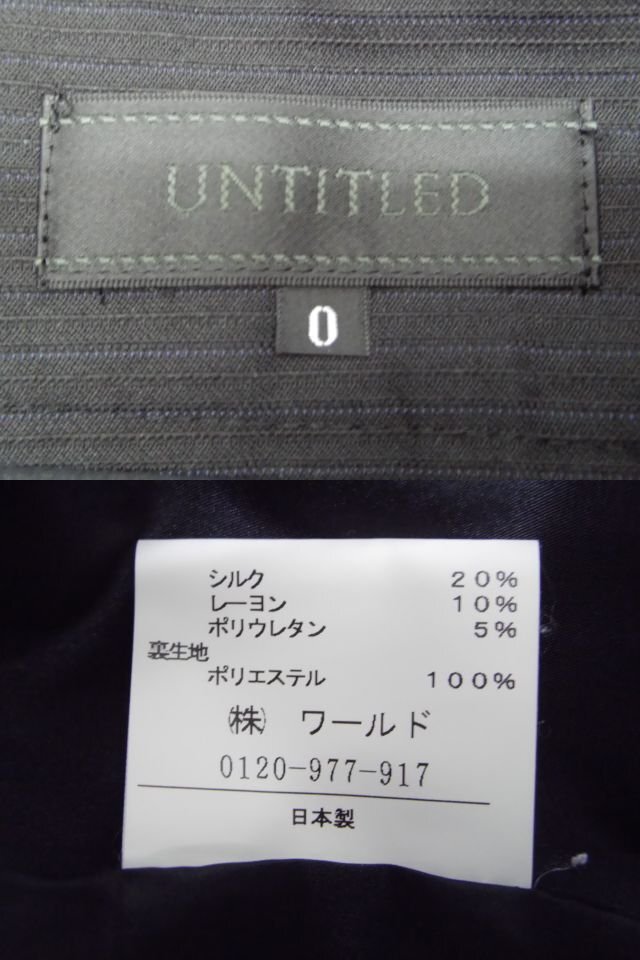 UNTITLED
0
シルク 20%
レーヨン 10%
ポリウレタン 5%
裏生地
ポリエステル 100%
㈱ ワールド
0120-977-917
日本製